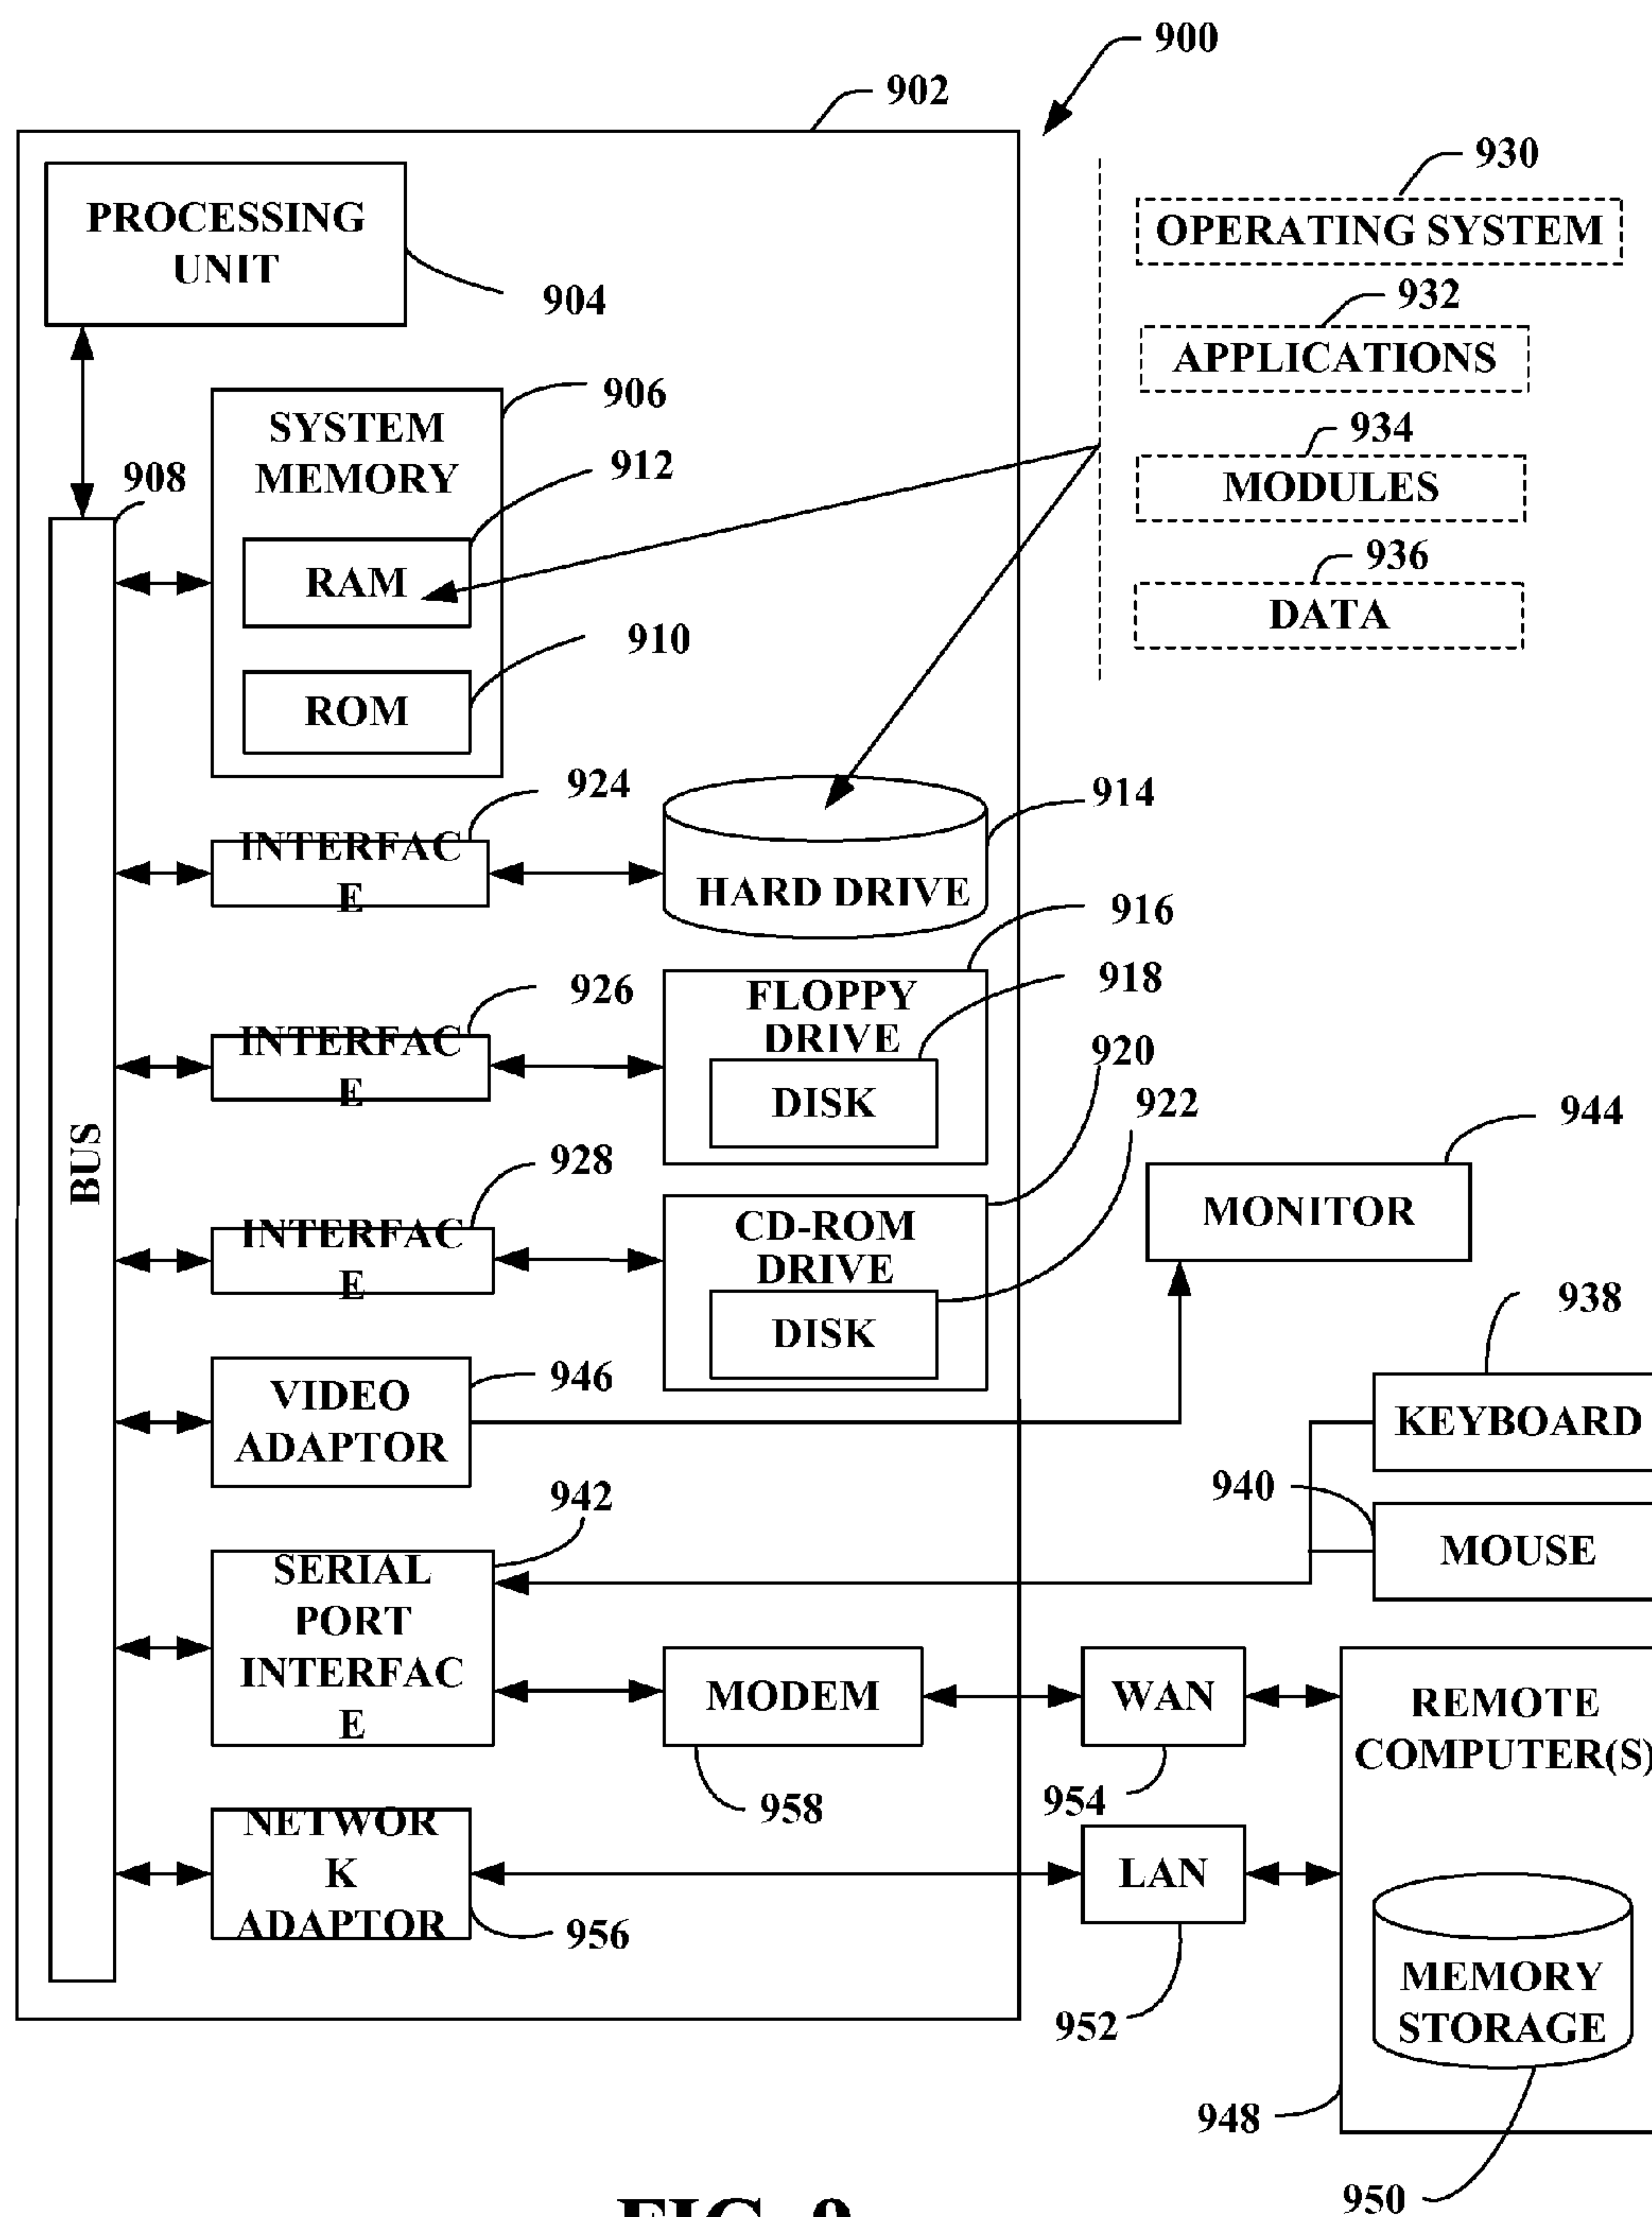 900
902
PROCESSING
UNIT
904
930
OPERATING SYSTEM
932
APPLICATIONS
934
MODULES
936
DATA
906
SYSTEM
MEMORY
912
RAM
910
ROM
908
BUS
924
INTERFAC
E
914
HARD DRIVE
916
FLOPPY
DRIVE
918
DISK
926
INTERFAC
E
920
CD-ROM
DRIVE
922
DISK
928
INTERFAC
E
944
MONITOR
946
VIDEO
ADAPTOR
938
KEYBOARD
940
MOUSE
942
SERIAL
PORT
INTERFAC
E
MODEM
958
WAN
954
REMOTE
COMPUTER(S)
NETWOR
K
ADAPTOR
956
LAN
952
MEMORY
STORAGE
948
950
FIG. 9